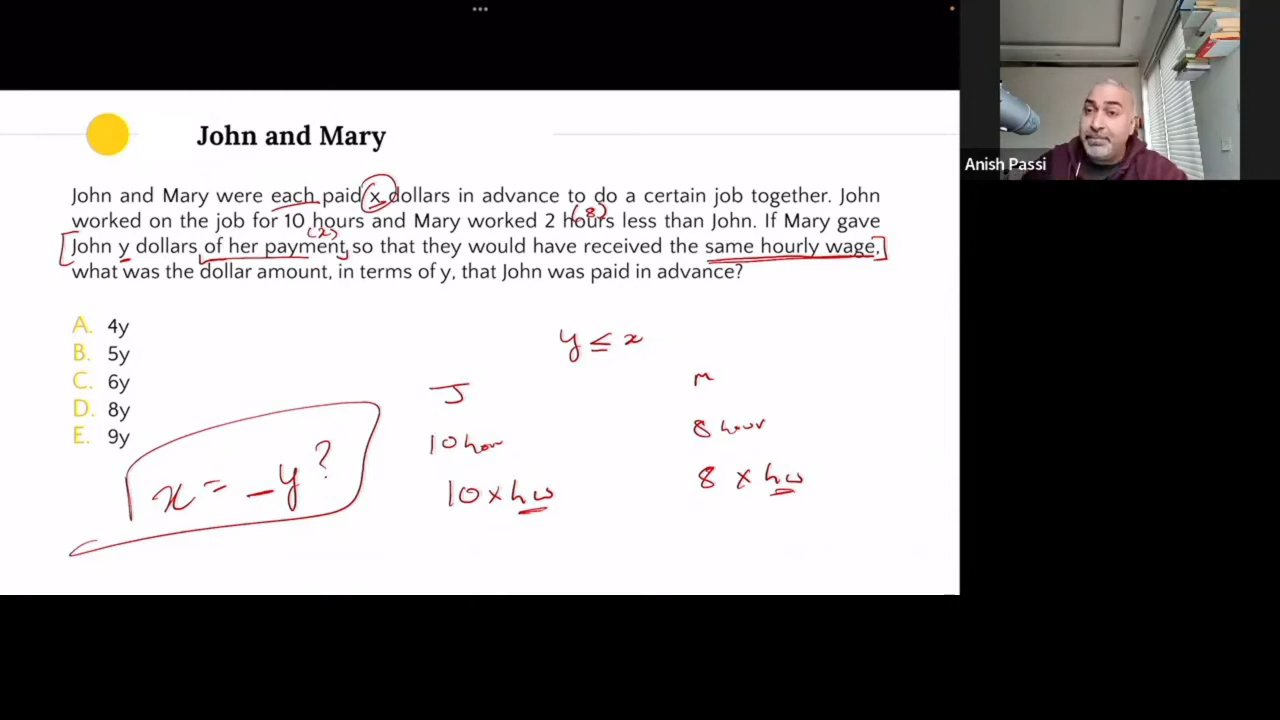 John and Mary
John and Mary were each paid x dollars in advance to do a certain job together. John
worked on the job for 10 hours and Mary worked 2 hours less than John. If Mary gave
(8)
John y dollars of her payment so that they would have received the same hourly wage,
(x)
what was the dollar amount, in terms of y, that John was paid in advance?
A. 4y
B. 5y
C. 6y
D. 8y
E. 9y
y ≤ x
J
M
10 hour
8 hour
10 × hw
8 × hw
x = _ y ?
Anish Passi